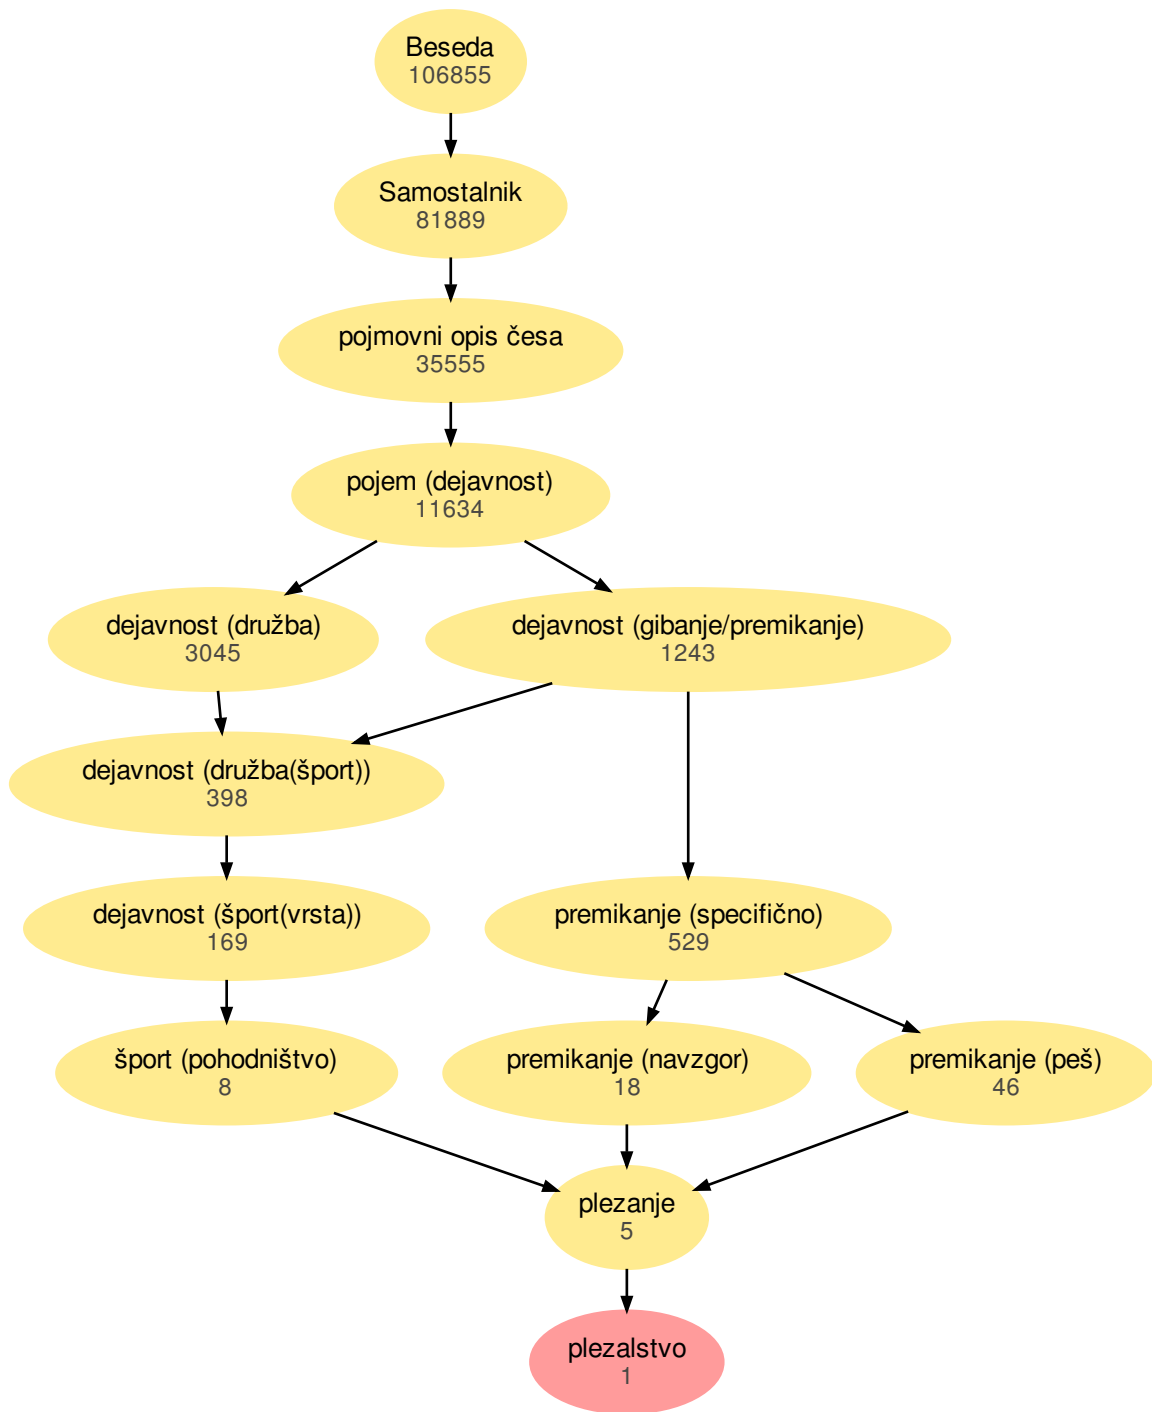 Beseda
106855
Samostalnik
81889
pojmovni opis česa
35555
pojem (dejavnost)
11634
dejavnost (družba)
3045
dejavnost (gibanje/premikanje)
1243
dejavnost (družba(šport))
398
dejavnost (šport(vrsta))
169
premikanje (specifično)
529
šport (pohodništvo)
8
premikanje (navzgor)
18
premikanje (peš)
46
plezanje
5
plezalstvo
1